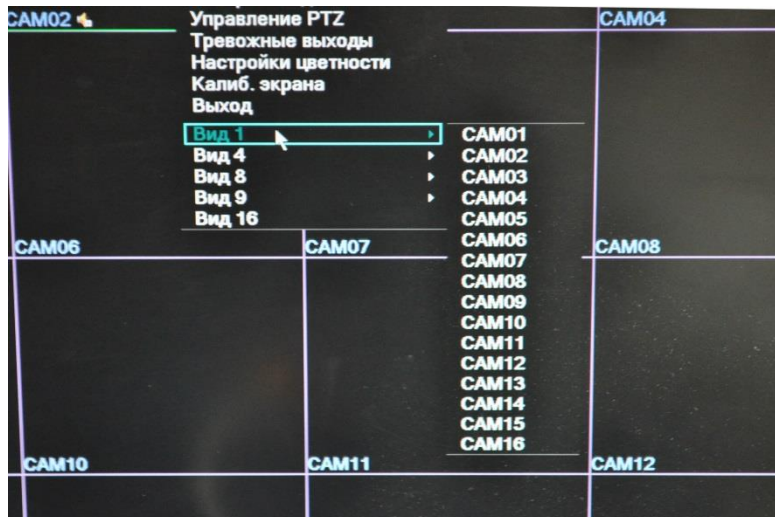 CAM02
Управление PTZ
CAM04
Тревожные выходы
Настройки цветности
Калиб. экрана
Выход
Вид 1
Вид 4
Вид 8
Вид 9
Вид 16
CAM01
CAM02
CAM03
CAM04
CAM05
CAM06
CAM07
CAM08
CAM09
CAM10
CAM11
CAM12
CAM13
CAM14
CAM15
CAM16
CAM06
CAM07
CAM08
CAM10
CAM11
CAM12